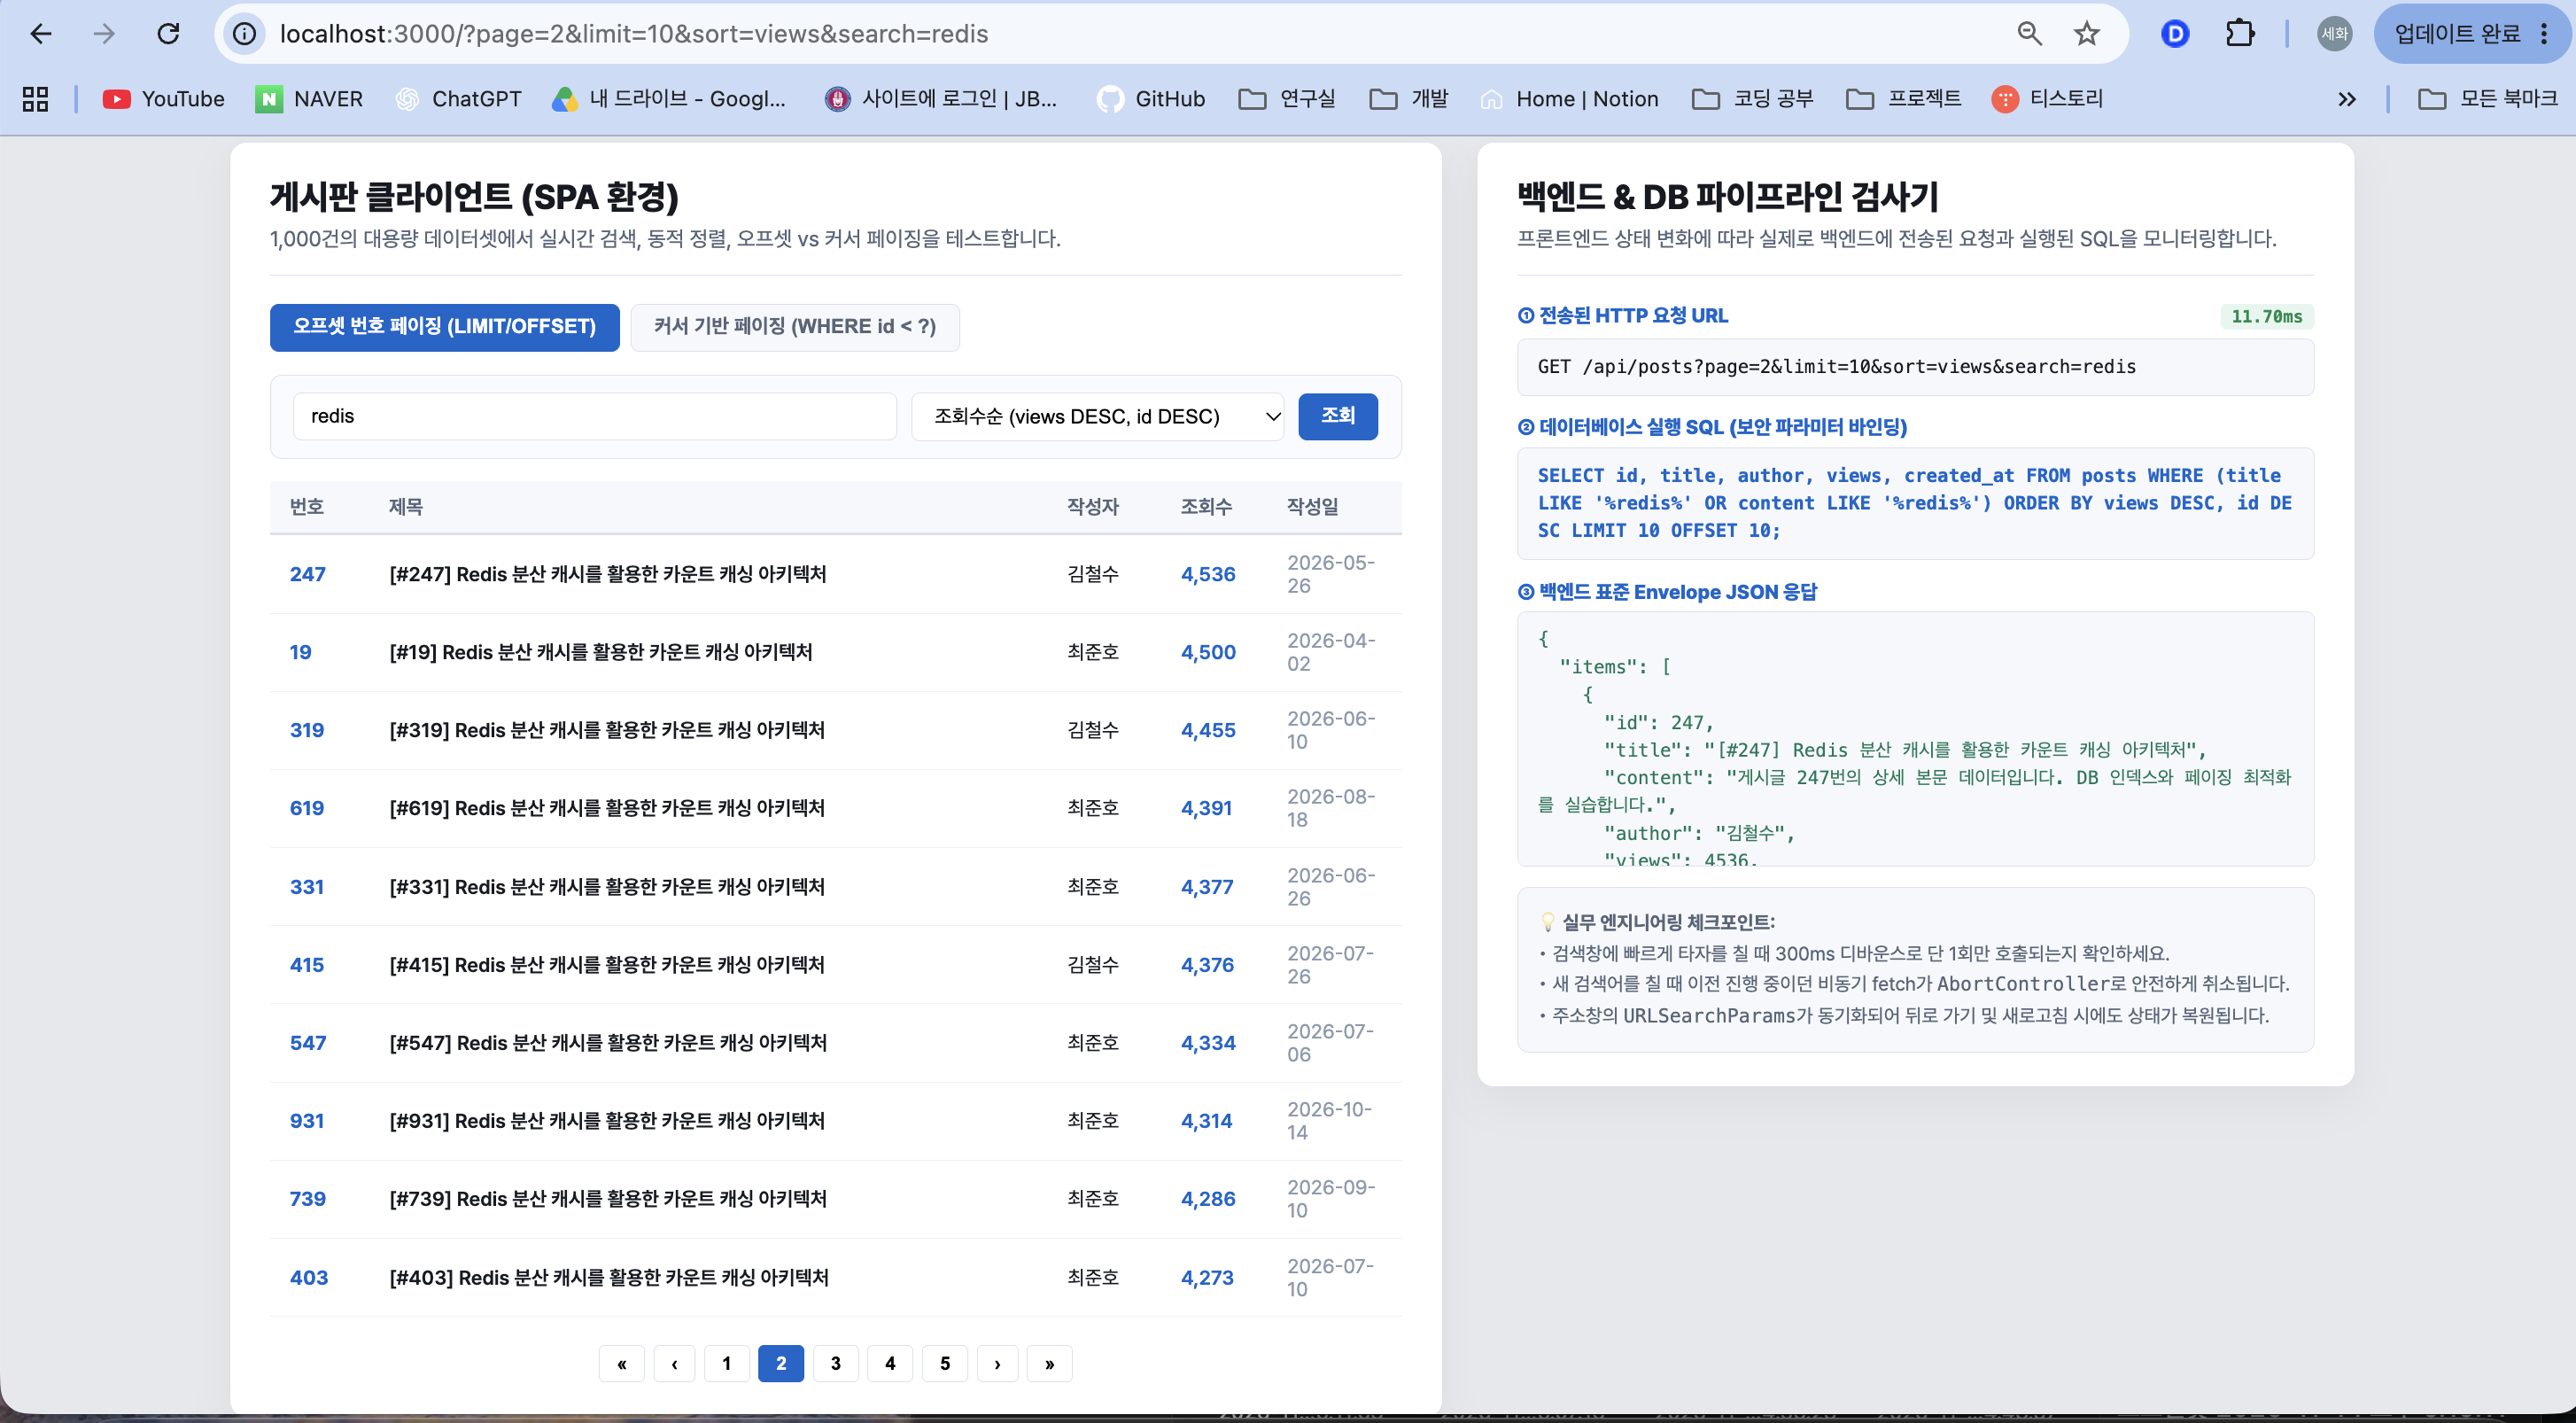 localhost:3000/?page=2&limit=10&sort=views&search=redis
세화
업데이트 완료
YouTube
NAVER
ChatGPT
내 드라이브 - Googl...
사이트에 로그인 | JB...
GitHub
연구실
개발
Home | Notion
코딩 공부
프로젝트
티스토리
모든 북마크
게시판 클라이언트 (SPA 환경)
1,000건의 대용량 데이터셋에서 실시간 검색, 동적 정렬, 오프셋 vs 커서 페이징을 테스트합니다.
오프셋 번호 페이징 (LIMIT/OFFSET)
커서 기반 페이징 (WHERE id < ?)
redis
조회수순 (views DESC, id DESC)
조회
번호 제목 작성자 조회수 작성일
247 [#247] Redis 분산 캐시를 활용한 카운트 캐싱 아키텍처 김철수 4,536 2026-05-
26
19 [#19] Redis 분산 캐시를 활용한 카운트 캐싱 아키텍처 최준호 4,500 2026-04-
02
319 [#319] Redis 분산 캐시를 활용한 카운트 캐싱 아키텍처 김철수 4,455 2026-06-
10
619 [#619] Redis 분산 캐시를 활용한 카운트 캐싱 아키텍처 최준호 4,391 2026-08-
18
331 [#331] Redis 분산 캐시를 활용한 카운트 캐싱 아키텍처 최준호 4,377 2026-06-
26
415 [#415] Redis 분산 캐시를 활용한 카운트 캐싱 아키텍처 김철수 4,376 2026-07-
26
547 [#547] Redis 분산 캐시를 활용한 카운트 캐싱 아키텍처 최준호 4,334 2026-07-
06
931 [#931] Redis 분산 캐시를 활용한 카운트 캐싱 아키텍처 최준호 4,314 2026-10-
14
739 [#739] Redis 분산 캐시를 활용한 카운트 캐싱 아키텍처 최준호 4,286 2026-09-
10
403 [#403] Redis 분산 캐시를 활용한 카운트 캐싱 아키텍처 최준호 4,273 2026-07-
10
« ‹ 1 2 3 4 5 › »
백엔드 & DB 파이프라인 검사기
프론트엔드 상태 변화에 따라 실제로 백엔드에 전송된 요청과 실행된 SQL을 모니터링합니다.
① 전송된 HTTP 요청 URL
11.70ms
GET /api/posts?page=2&limit=10&sort=views&search=redis
② 데이터베이스 실행 SQL (보안 파라미터 바인딩)
SELECT id, title, author, views, created_at FROM posts WHERE (title
LIKE '%redis%' OR content LIKE '%redis%') ORDER BY views DESC, id DE
SC LIMIT 10 OFFSET 10;
③ 백엔드 표준 Envelope JSON 응답
{
"items": [
{
"id": 247,
"title": "[#247] Redis 분산 캐시를 활용한 카운트 캐싱 아키텍처",
"content": "게시글 247번의 상세 본문 데이터입니다. DB 인덱스와 페이징 최적화
를 실습합니다.",
"author": "김철수",
"views": 4536,
💡 실무 엔지니어링 체크포인트:
• 검색창에 빠르게 타자를 칠 때 300ms 디바운스로 단 1회만 호출되는지 확인하세요.
• 새 검색어를 칠 때 이전 진행 중이던 비동기 fetch가 AbortController로 안전하게 취소됩니다.
• 주소창의 URLSearchParams가 동기화되어 뒤로 가기 및 새로고침 시에도 상태가 복원됩니다.